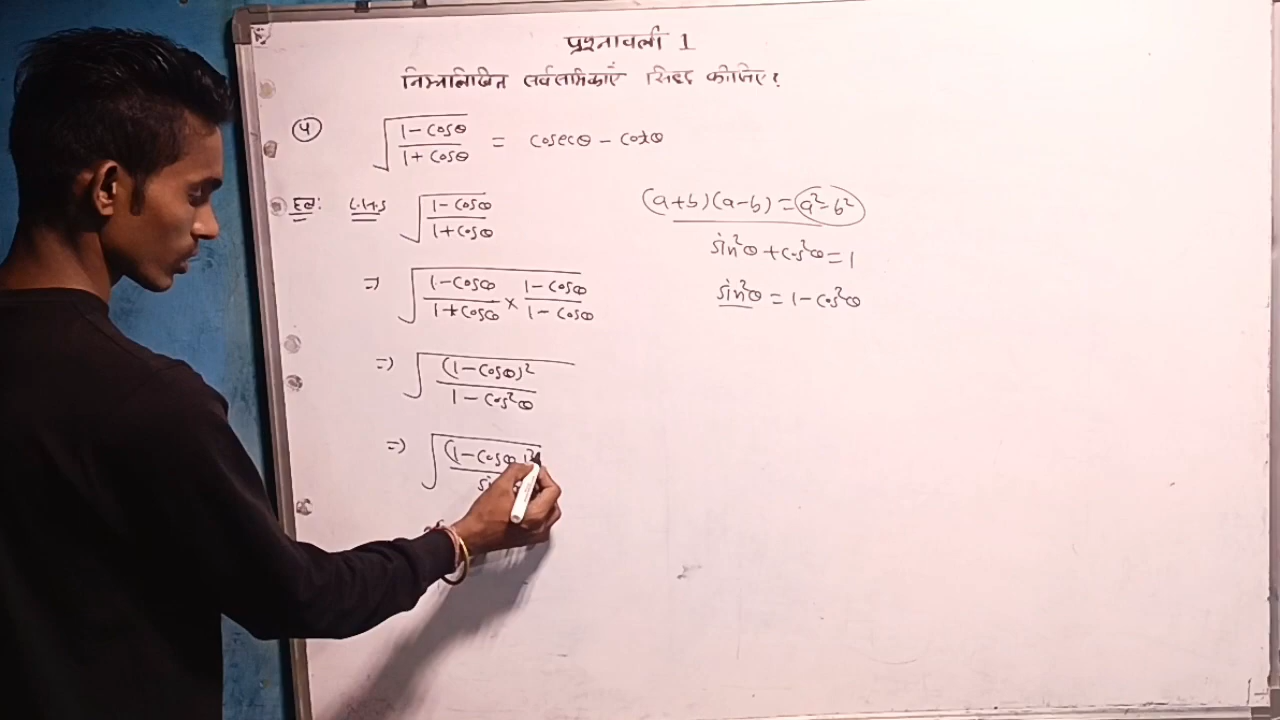 प्रश्नावली 1
निम्नलिखित सर्वसमिकाएँ सिद्ध कीजिए?
(4) √((1-cosθ)/(1+cosθ)) = cosecθ - cotθ
हल: L.H.S √((1-cosθ)/(1+cosθ))
⇒ √((1-cosθ)/(1+cosθ) × (1-cosθ)/(1-cosθ))
⇒ √((1-cosθ)²/(1-cos²θ))
⇒ √((1-cosθ)²/si
(a+b)(a-b) = a²-b²
sin²θ + cos²θ = 1
sin²θ = 1-cos²θ